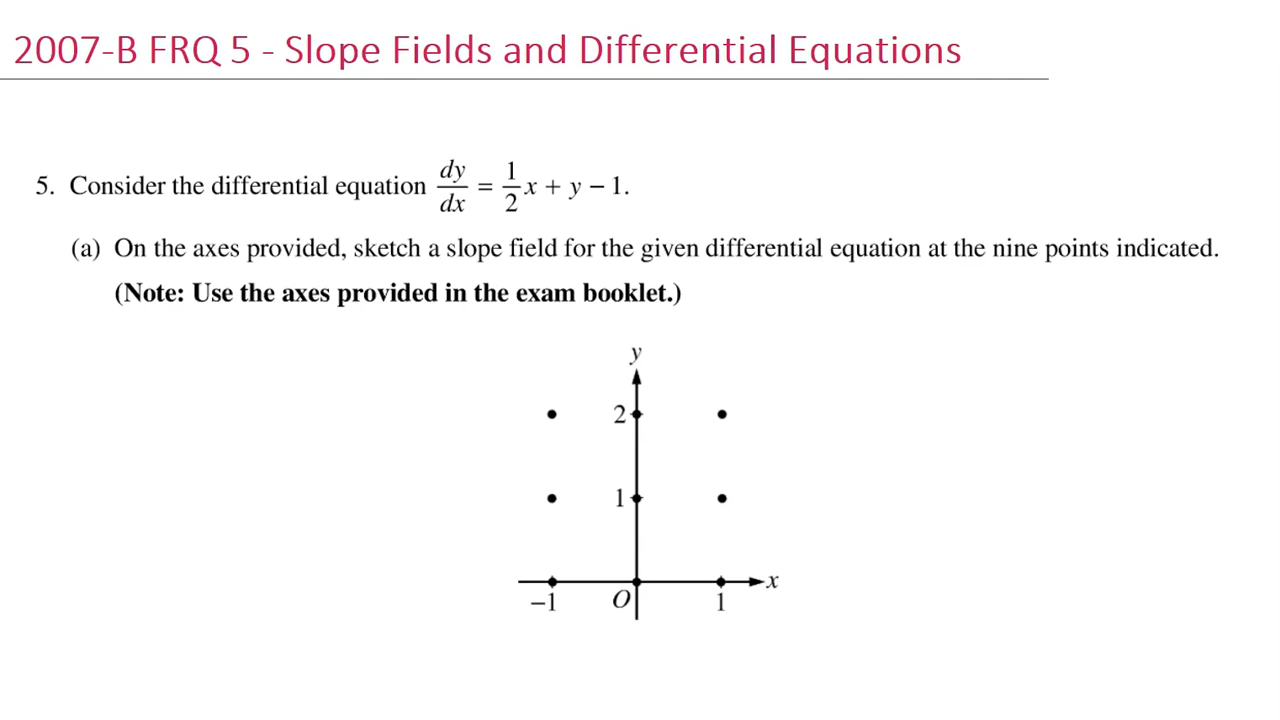 2007-B FRQ 5 - Slope Fields and Differential Equations
5. Consider the differential equation dy/dx = 1/2 x + y − 1.
(a) On the axes provided, sketch a slope field for the given differential equation at the nine points indicated.
(Note: Use the axes provided in the exam booklet.)
y
2
1
x
−1 O 1